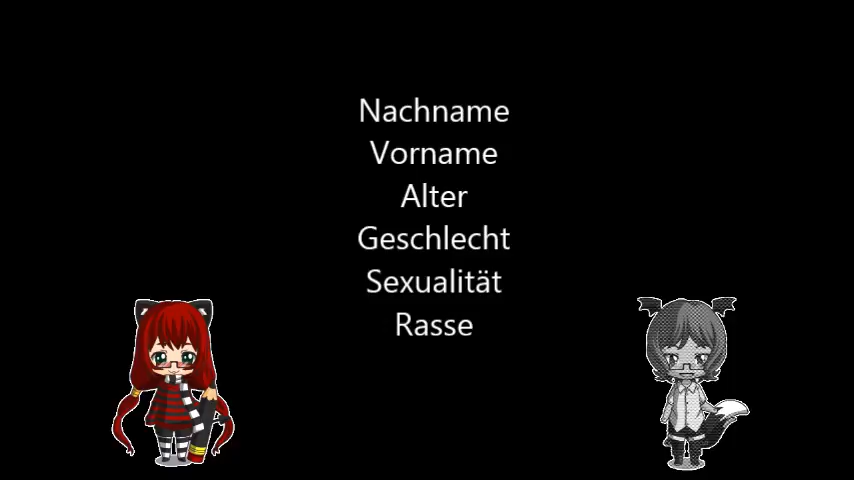 Nachname
Vorname
Alter
Geschlecht
Sexualität
Rasse